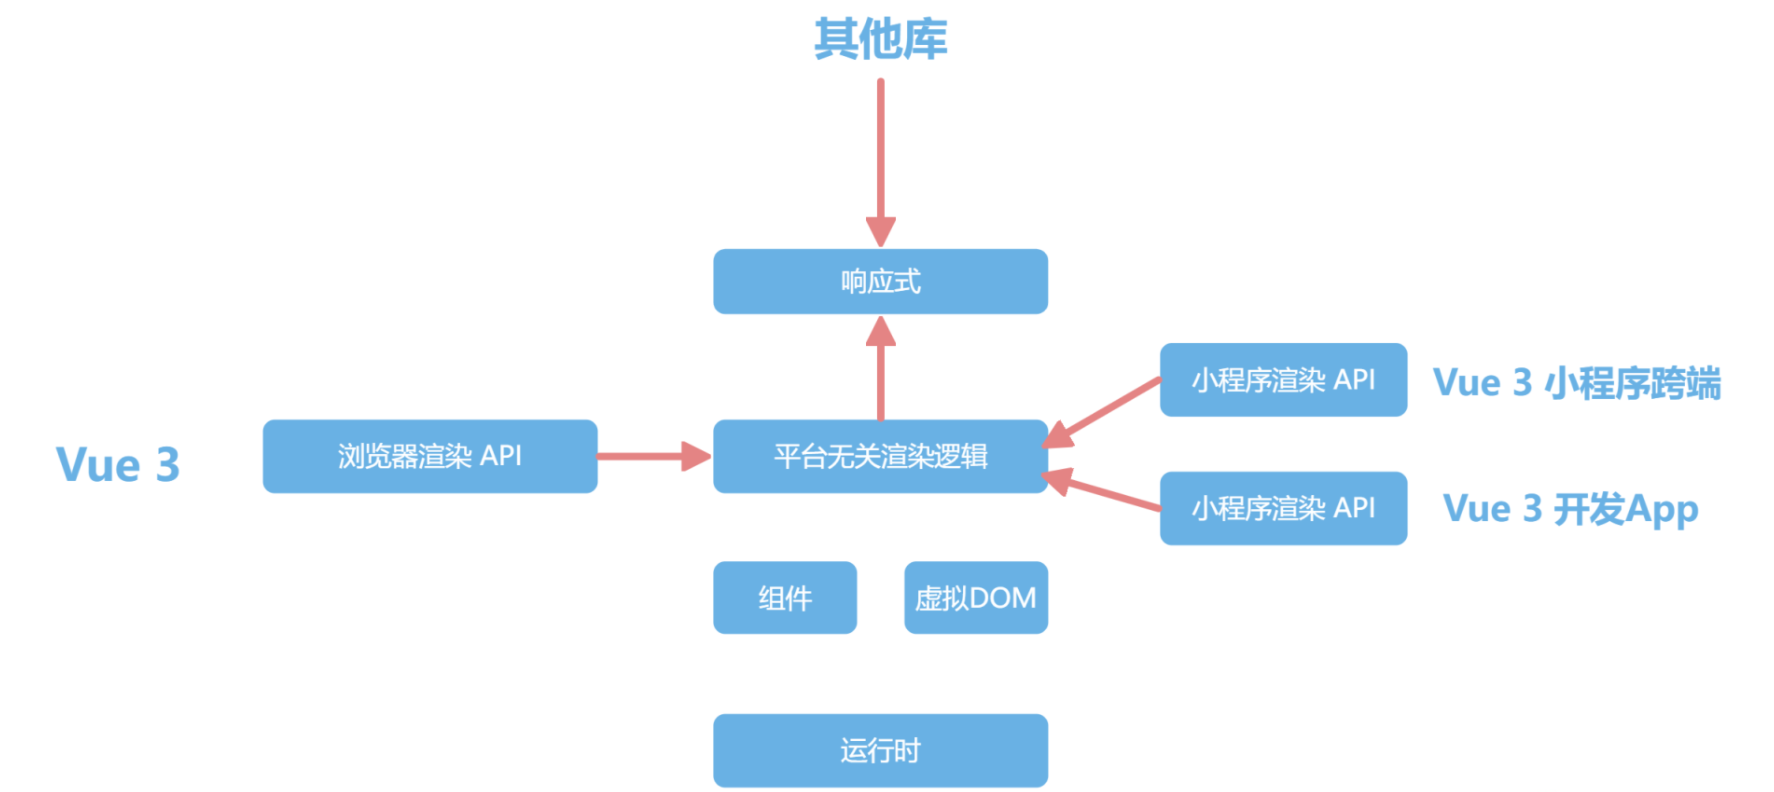 其他库
响应式
小程序渲染 API
Vue 3 小程序跨端
Vue 3
浏览器渲染 API
平台无关渲染逻辑
小程序渲染 API
Vue 3 开发App
组件
虚拟DOM
运行时